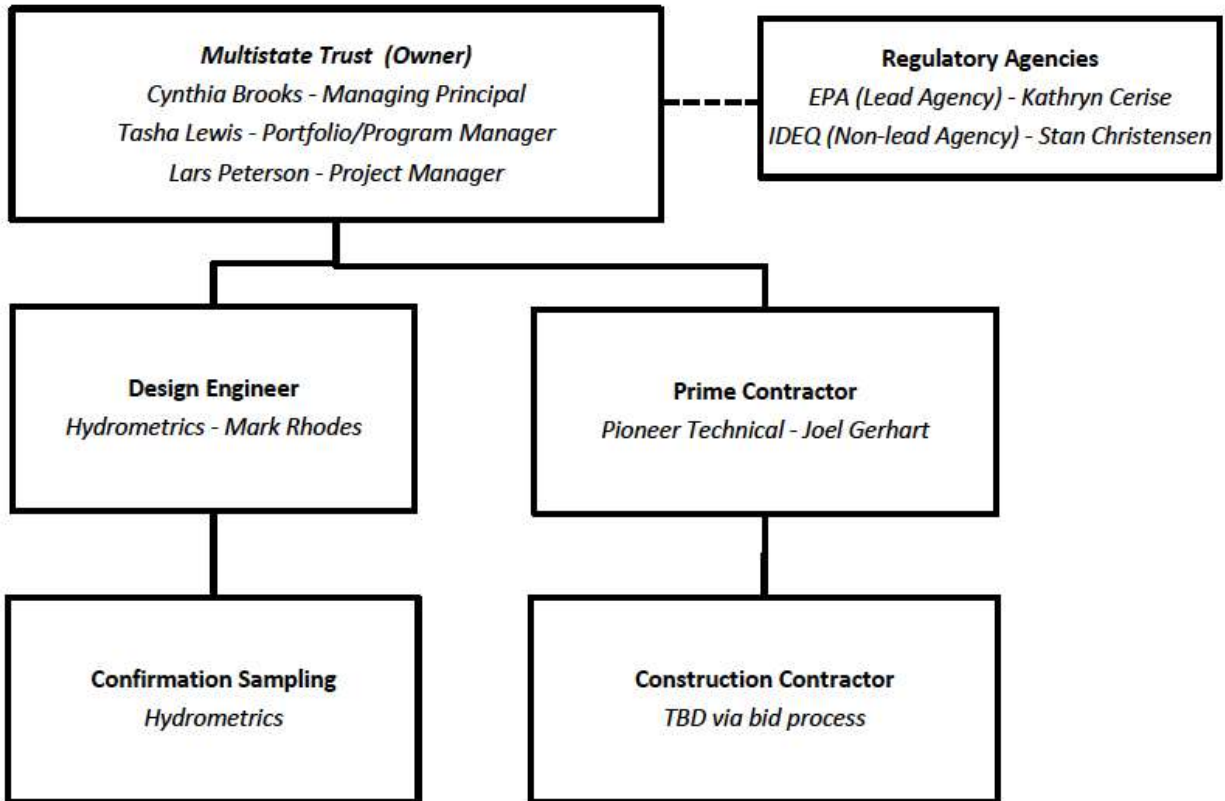 Multistate Trust (Owner)
Cynthia Brooks - Managing Principal
Tasha Lewis - Portfolio/Program Manager
Lars Peterson - Project Manager
Regulatory Agencies
EPA (Lead Agency) - Kathryn Cerise
IDEQ (Non-lead Agency) - Stan Christensen
Design Engineer
Hydrometrics - Mark Rhodes
Prime Contractor
Pioneer Technical - Joel Gerhart
Confirmation Sampling
Hydrometrics
Construction Contractor
TBD via bid process